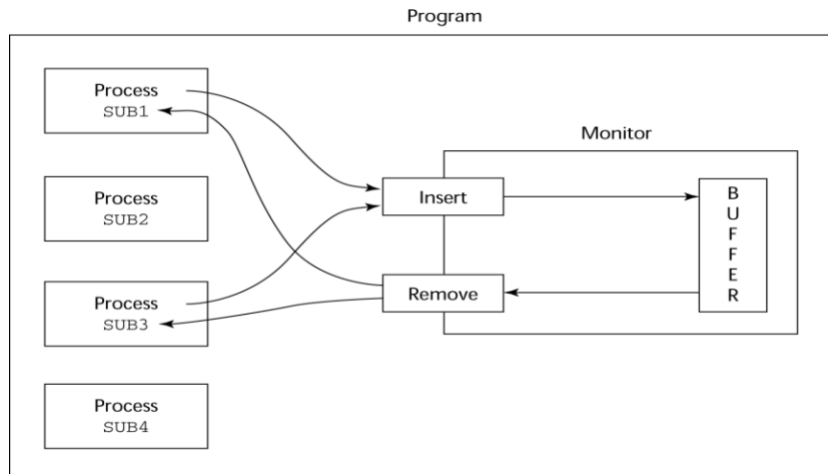 Program
Process
SUB1
Process
SUB2
Process
SUB3
Process
SUB4
Monitor
Insert
Remove
B
U
F
F
E
R